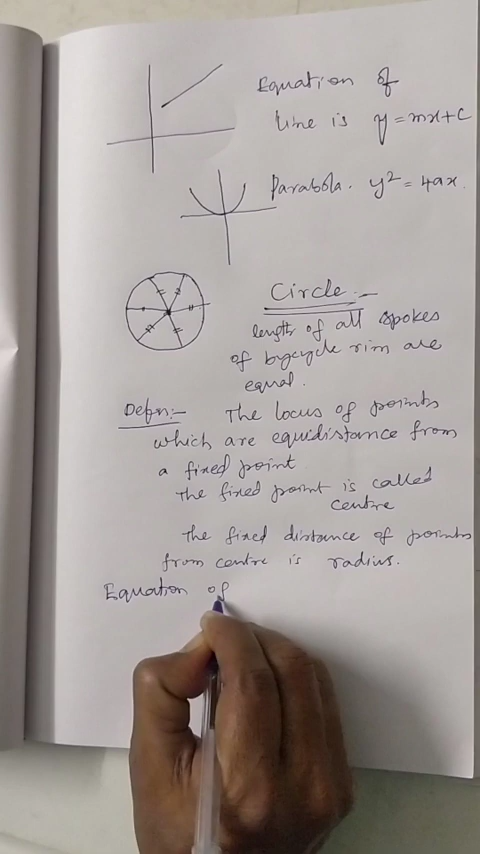 Equation of
line is y = mx + c
Parabola. y² = 4ax.
Circle :-
length of all spokes
of bycycle rim are
equal.
Defn:- The locus of points
which are equidistance from
a fixed point
The fixed point is called
centre
The fixed distance of points
from centre is radius.
Equation of